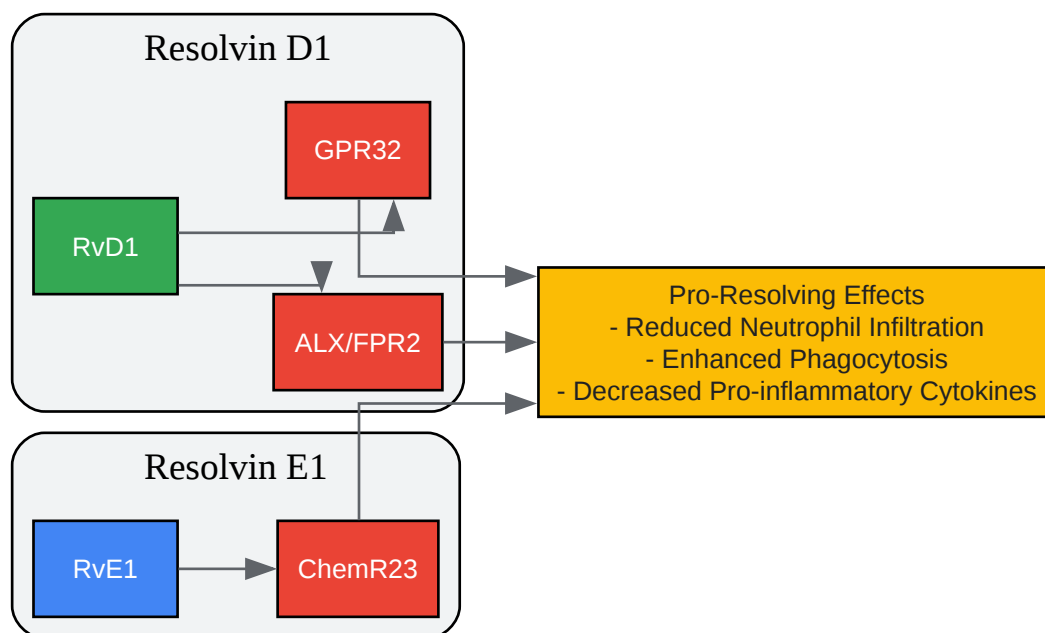 Resolvin D1
GPR32
RvD1
ALX/FPR2
Pro-Resolving Effects
- Reduced Neutrophil Infiltration
- Enhanced Phagocytosis
- Decreased Pro-inflammatory Cytokines
Resolvin E1
RvE1
ChemR23